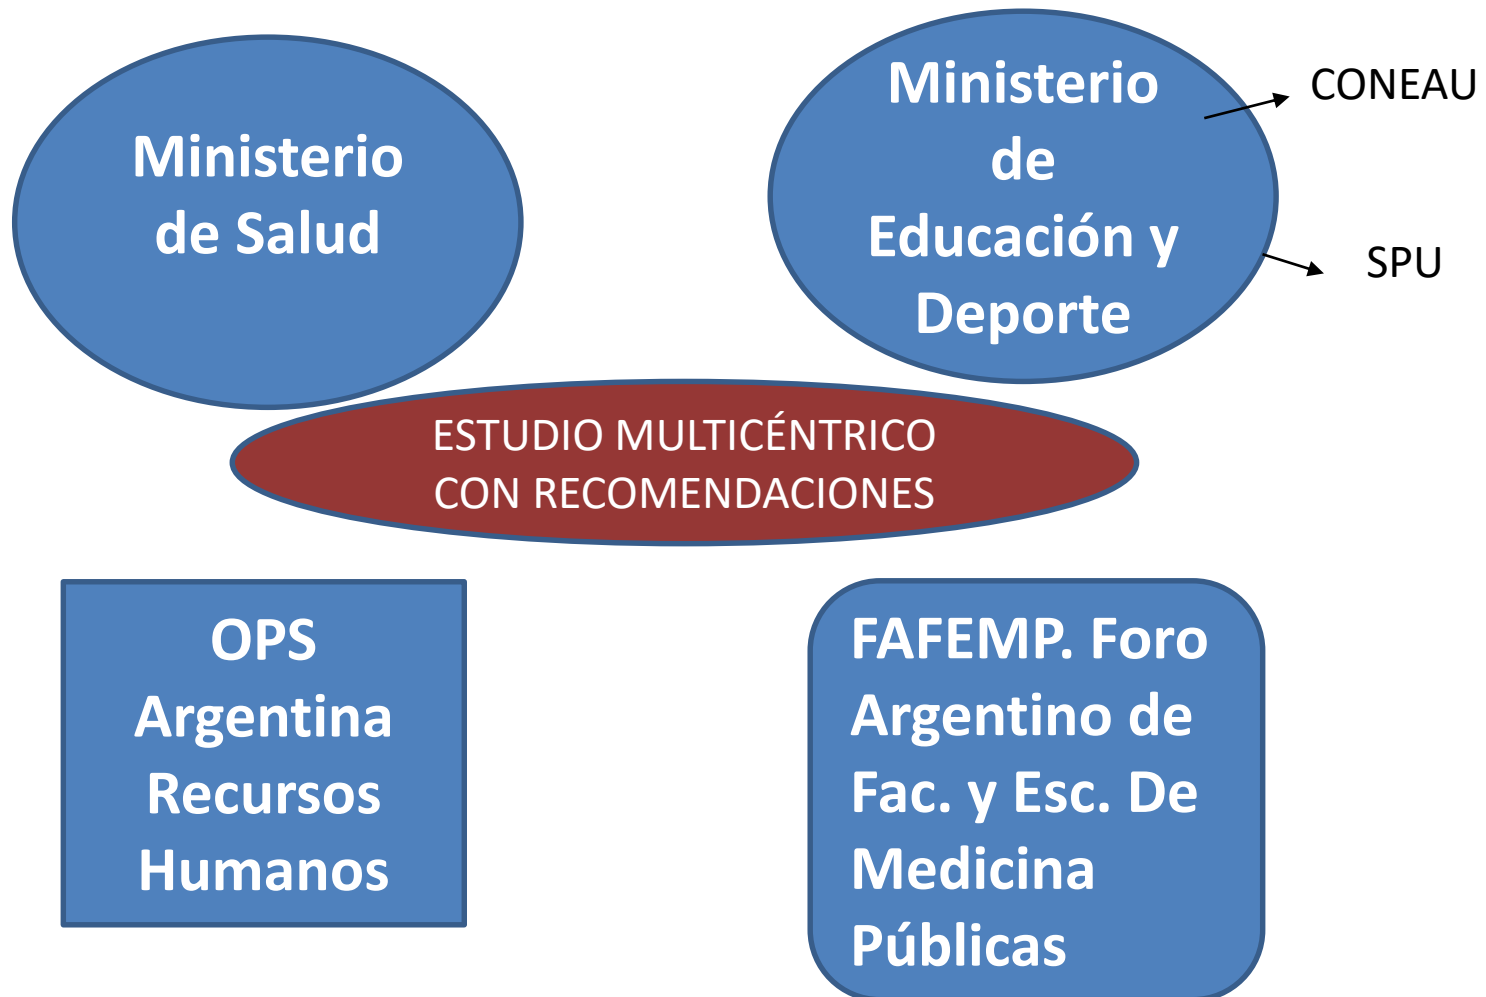 Ministerio
de Salud
Ministerio
de
Educación y
Deporte
CONEAU
SPU
ESTUDIO MULTICÉNTRICO
CON RECOMENDACIONES
OPS
Argentina
Recursos
Humanos
FAFEMP. Foro
Argentino de
Fac. y Esc. De
Medicina
Públicas